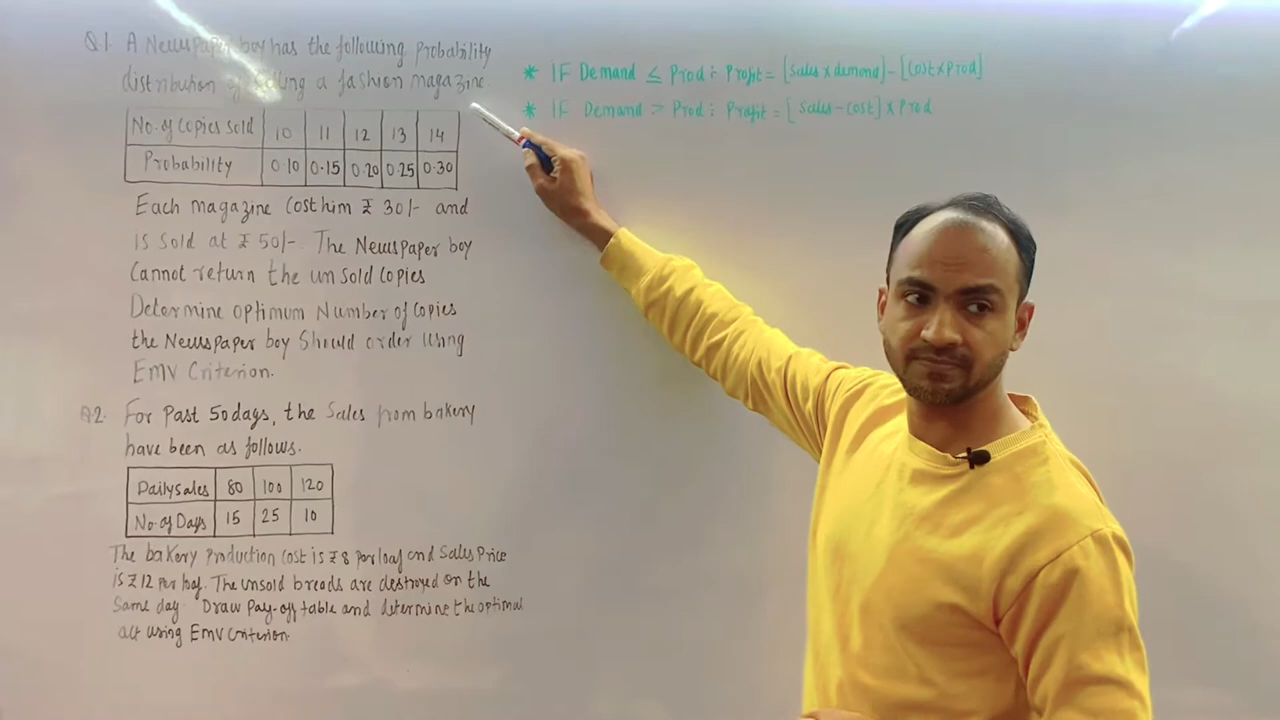 Q1. A Newspaper boy has the following Probability
distribution of selling a fashion magazine.
No. of Copies Sold 10 11 12 13 14
Probability 0.10 0.15 0.20 0.25 0.30
Each magazine Cost him ₹ 30/- and
is sold at ₹ 50/-. The Newspaper boy
Cannot return the unsold Copies
Determine optimum Number of Copies
the Newspaper boy Should order Using
Emv Criterion.
Q2. For Past 50 days, the Sales from bakery
have been as follows.
Daily Sales 80 100 120
No. of Days 15 25 10
The bakery Production Cost is ₹ 8 Per loaf and Sales Price
is ₹ 12 Per loaf. The unsold breads are destroyed on the
Same day. Draw Pay-off table and determine the optimal
act using Emv Criterion.
* IF Demand ≤ Prod: Profit = [Sales x demand] - [Cost x Prod]
* IF Demand > Prod: Profit = [Sales - Cost] x Prod